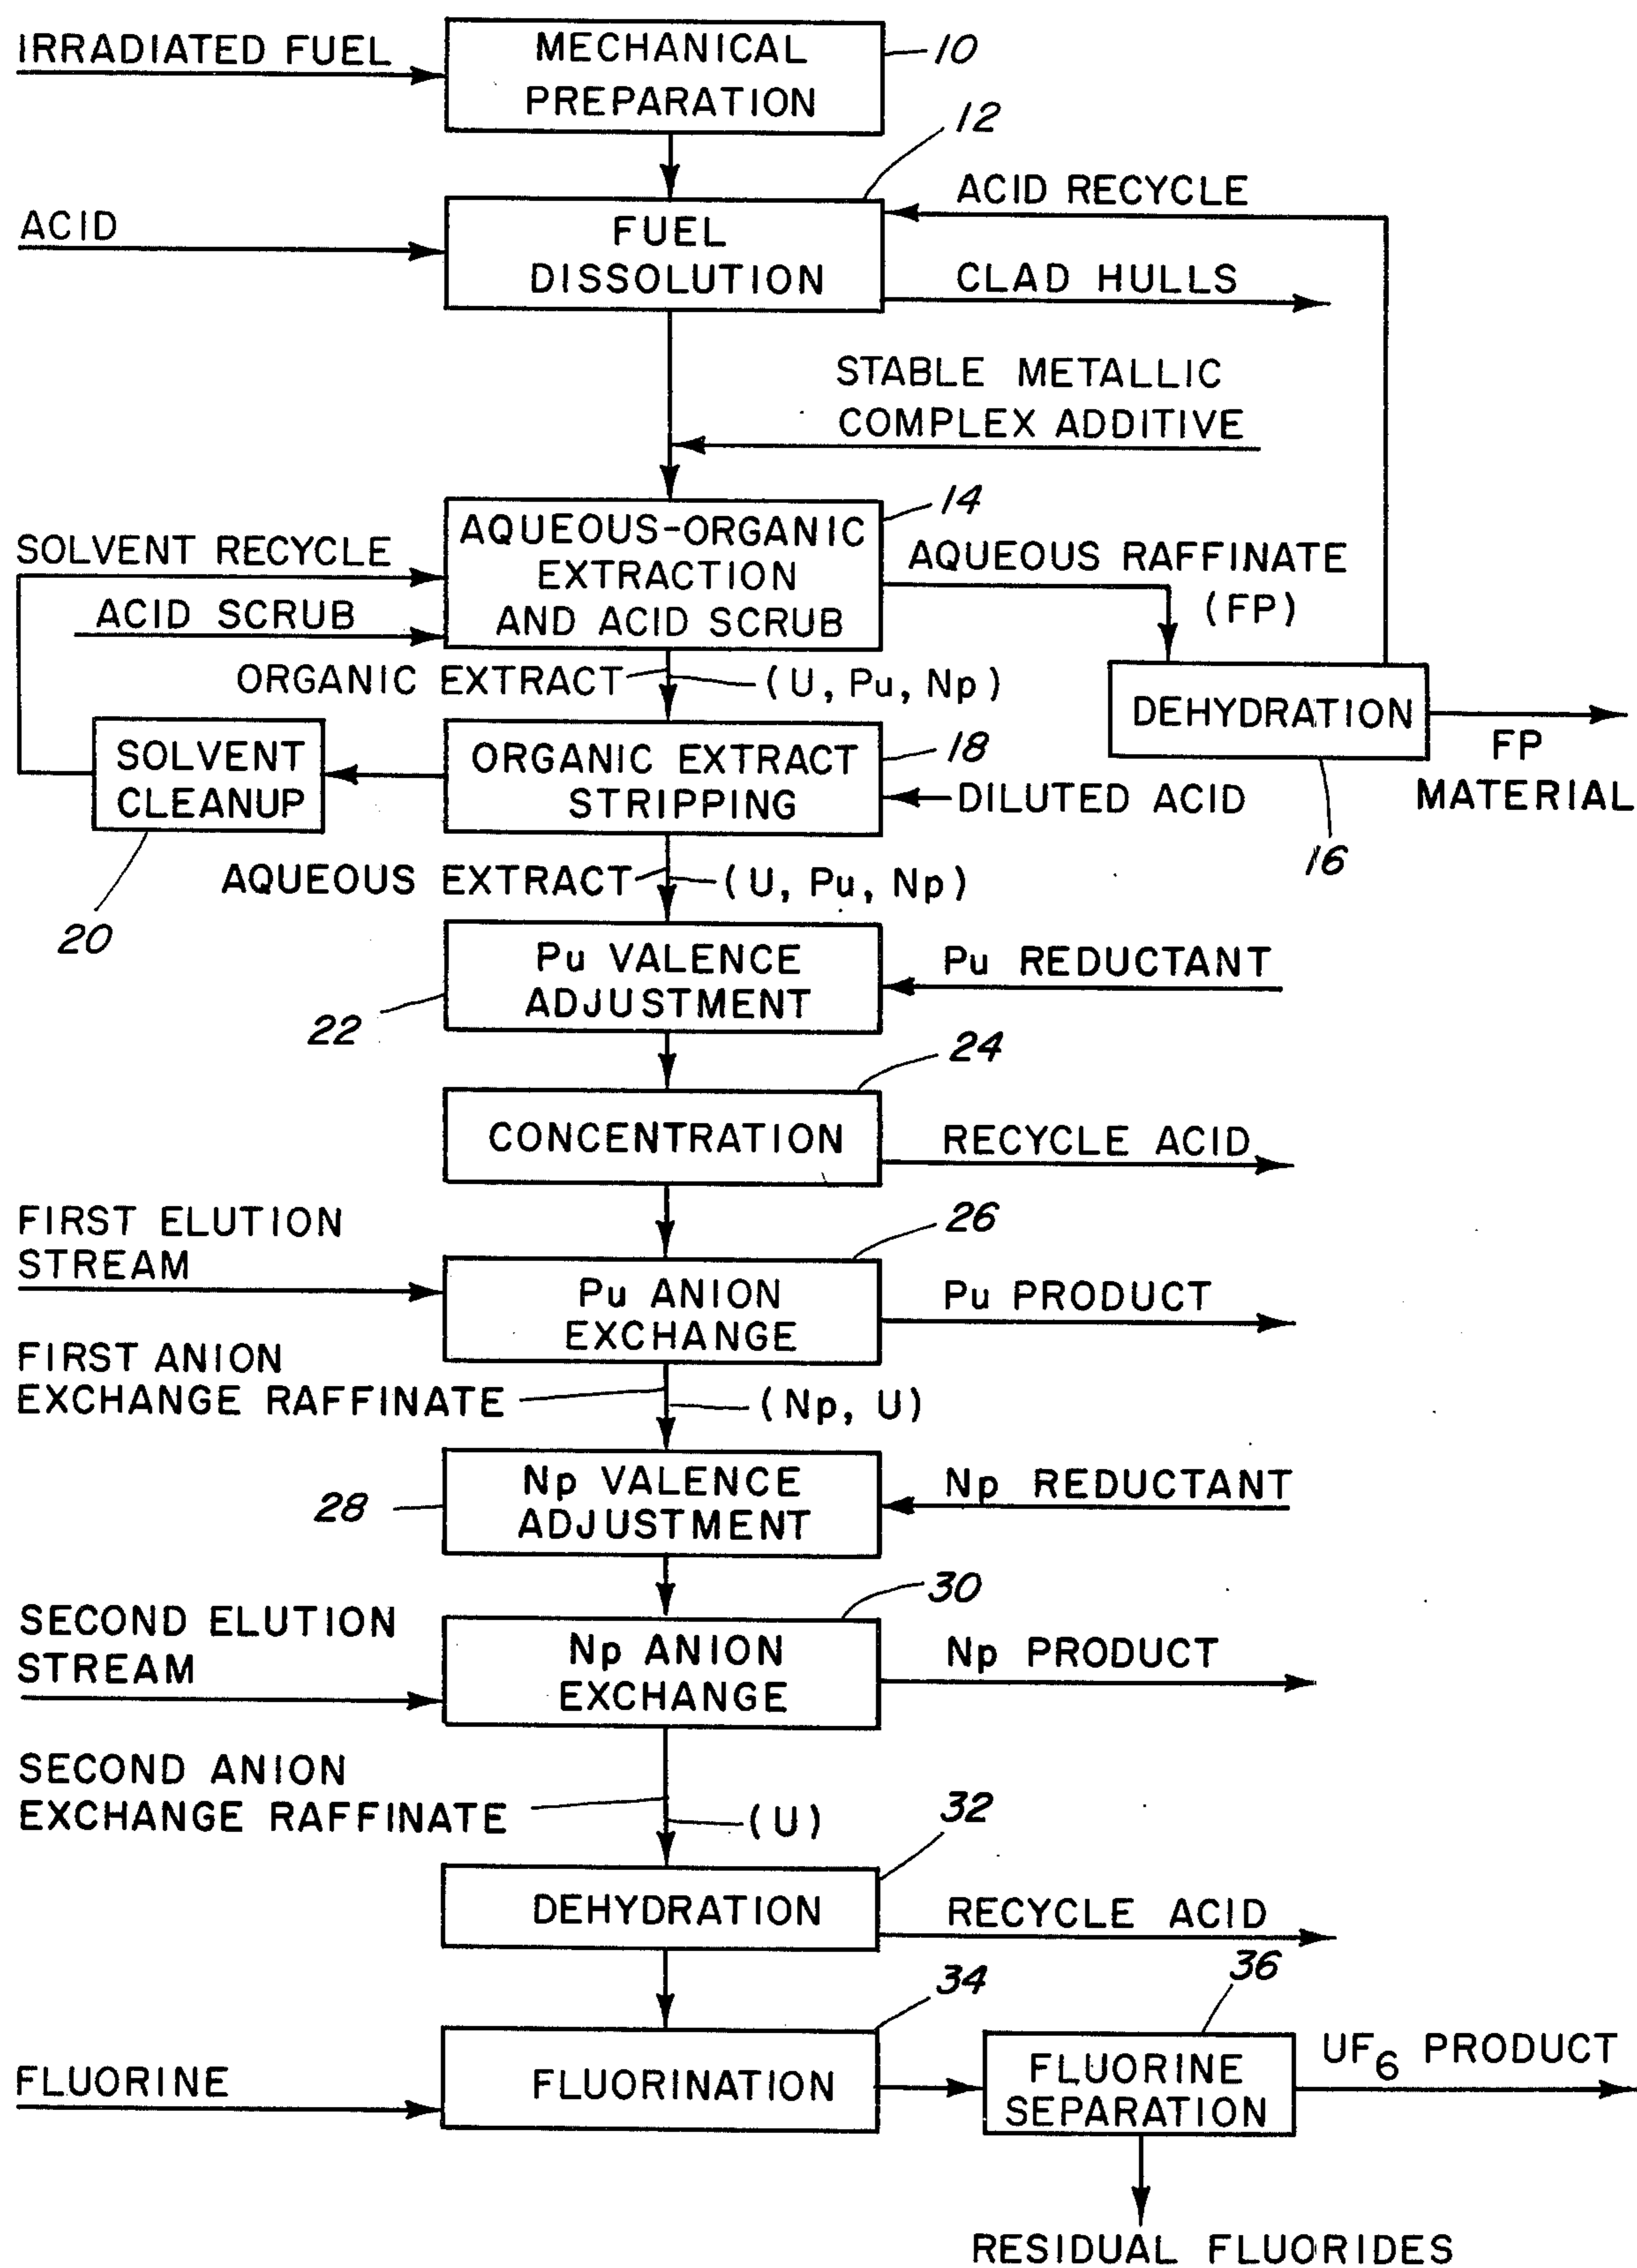 IRRADIATED FUEL
MECHANICAL
PREPARATION
10
12
ACID
FUEL
DISSOLUTION
ACID RECYCLE
CLAD HULLS
STABLE METALLIC
COMPLEX ADDITIVE
14
SOLVENT RECYCLE
ACID SCRUB
AQUEOUS-ORGANIC
EXTRACTION
AND ACID SCRUB
AQUEOUS RAFFINATE
(FP)
ORGANIC EXTRACT
(U, Pu, Np)
DEHYDRATION
FP
MATERIAL
16
SOLVENT
CLEANUP
20
ORGANIC EXTRACT
STRIPPING
18
DILUTED ACID
AQUEOUS EXTRACT
(U, Pu, Np)
Pu VALENCE
ADJUSTMENT
22
Pu REDUCTANT
24
CONCENTRATION
RECYCLE ACID
FIRST ELUTION
STREAM
26
Pu ANION
EXCHANGE
Pu PRODUCT
FIRST ANION
EXCHANGE RAFFINATE
(Np, U)
28
Np VALENCE
ADJUSTMENT
Np REDUCTANT
30
SECOND ELUTION
STREAM
Np ANION
EXCHANGE
Np PRODUCT
SECOND ANION
EXCHANGE RAFFINATE
(U)
32
DEHYDRATION
RECYCLE ACID
34
36
FLUORINE
FLUORINATION
FLUORINE
SEPARATION
UF6 PRODUCT
RESIDUAL FLUORIDES